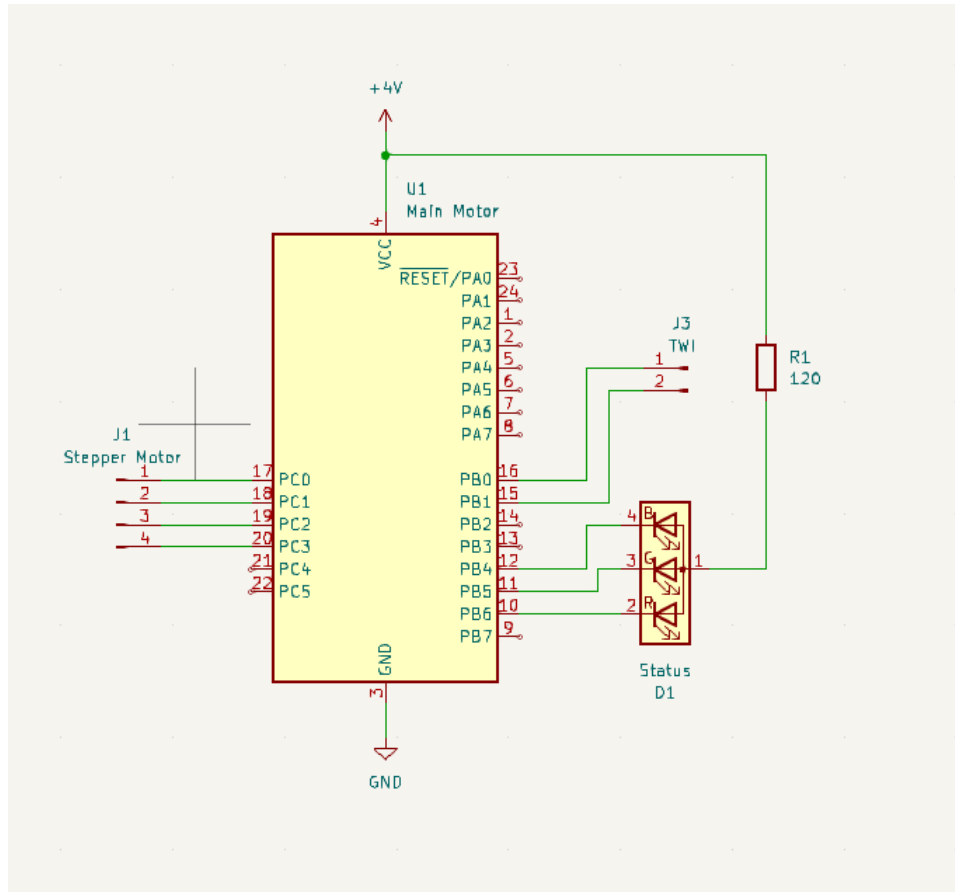 +4V
U1
Main Motor
4
VCC
23
RESET/PA0
24
PA1
1
PA2
2
PA3
5
PA4
6
PA5
7
PA6
8
PA7
J3
TWI
1
2
R1
120
J1
Stepper Motor
1
2
3
4
17
PC0
18
PC1
19
PC2
20
PC3
21
PC4
22
PC5
16
PB0
15
PB1
14
PB2
13
PB3
12
PB4
11
PB5
10
PB6
9
PB7
4
B
3
G
2
R
1
Status
D1
GND
3
GND